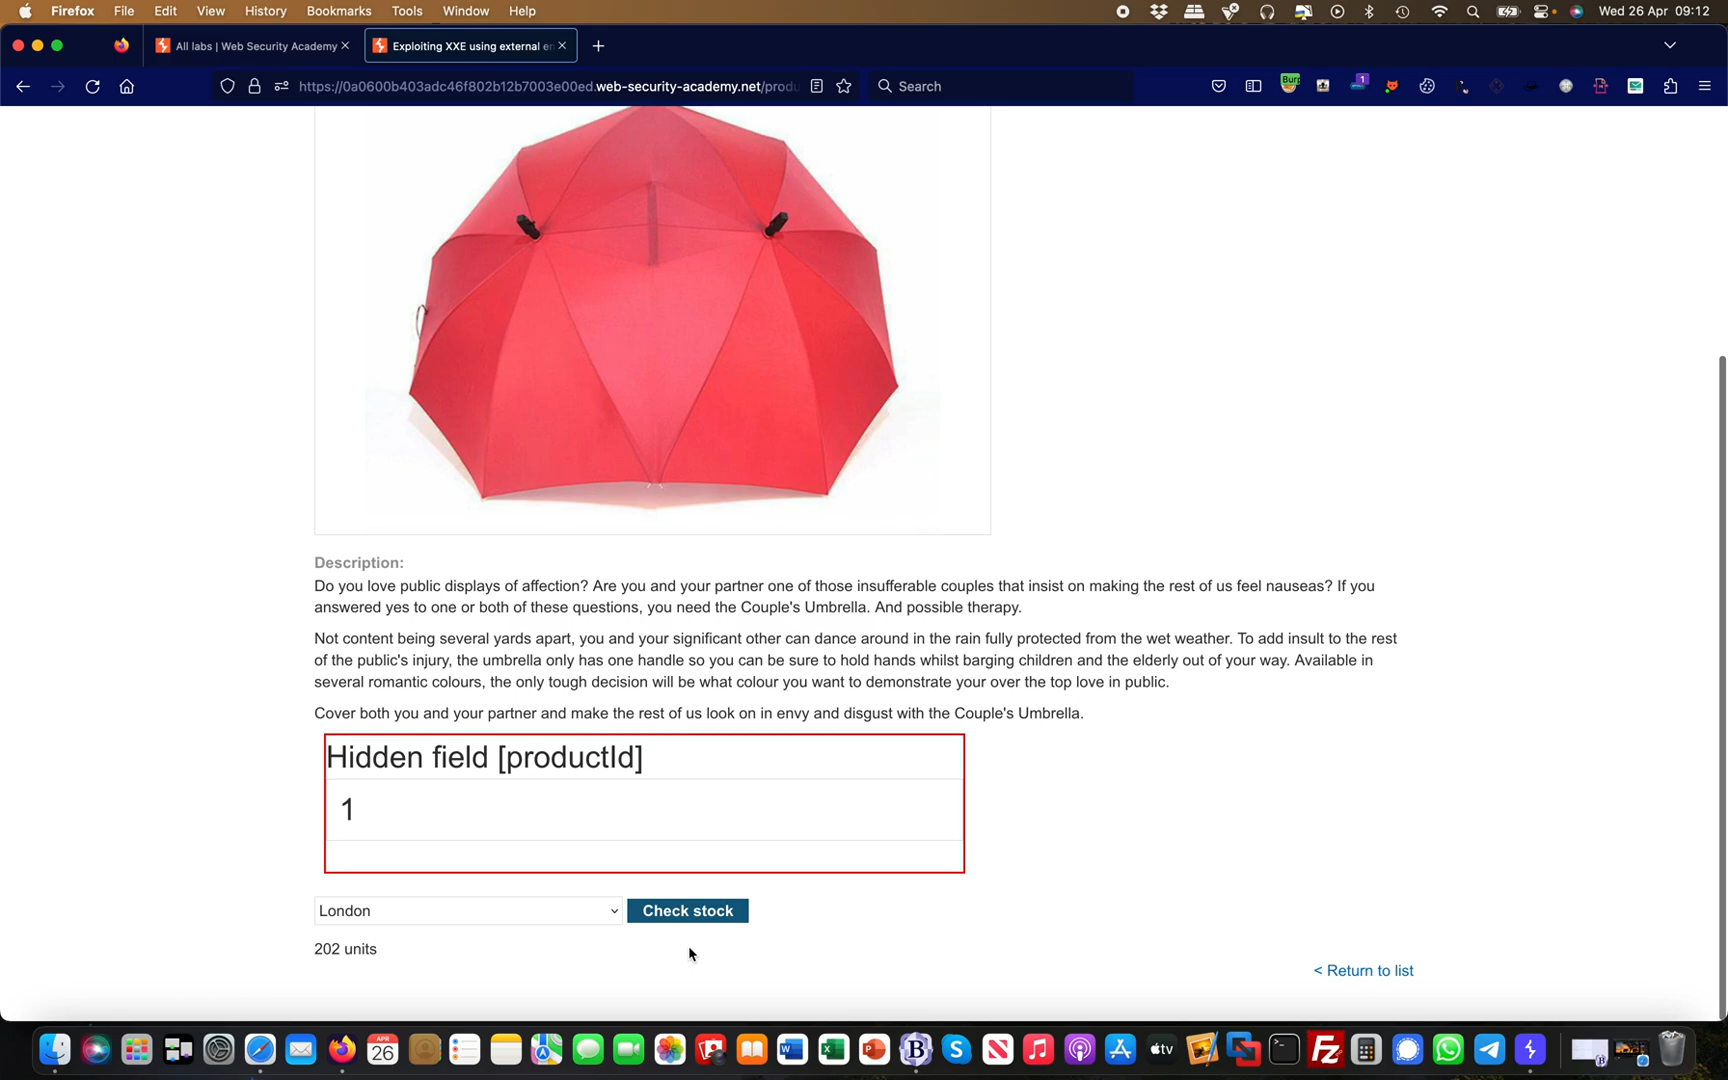 Firefox File Edit View History Bookmarks Tools Window Help Wed 26 Apr 09:12
All labs | Web Security Academy Exploiting XXE using external en
https://0a0600b403adc46f802b12b7003e00ed.web-security-academy.net/produ Search Burp 1
Description:
Do you love public displays of affection? Are you and your partner one of those insufferable couples that insist on making the rest of us feel nauseas? If you
answered yes to one or both of these questions, you need the Couple's Umbrella. And possible therapy.
Not content being several yards apart, you and your significant other can dance around in the rain fully protected from the wet weather. To add insult to the rest
of the public's injury, the umbrella only has one handle so you can be sure to hold hands whilst barging children and the elderly out of your way. Available in
several romantic colours, the only tough decision will be what colour you want to demonstrate your over the top love in public.
Cover both you and your partner and make the rest of us look on in envy and disgust with the Couple's Umbrella.
Hidden field [productId]
1
London Check stock
202 units
< Return to list
APR
26 tv